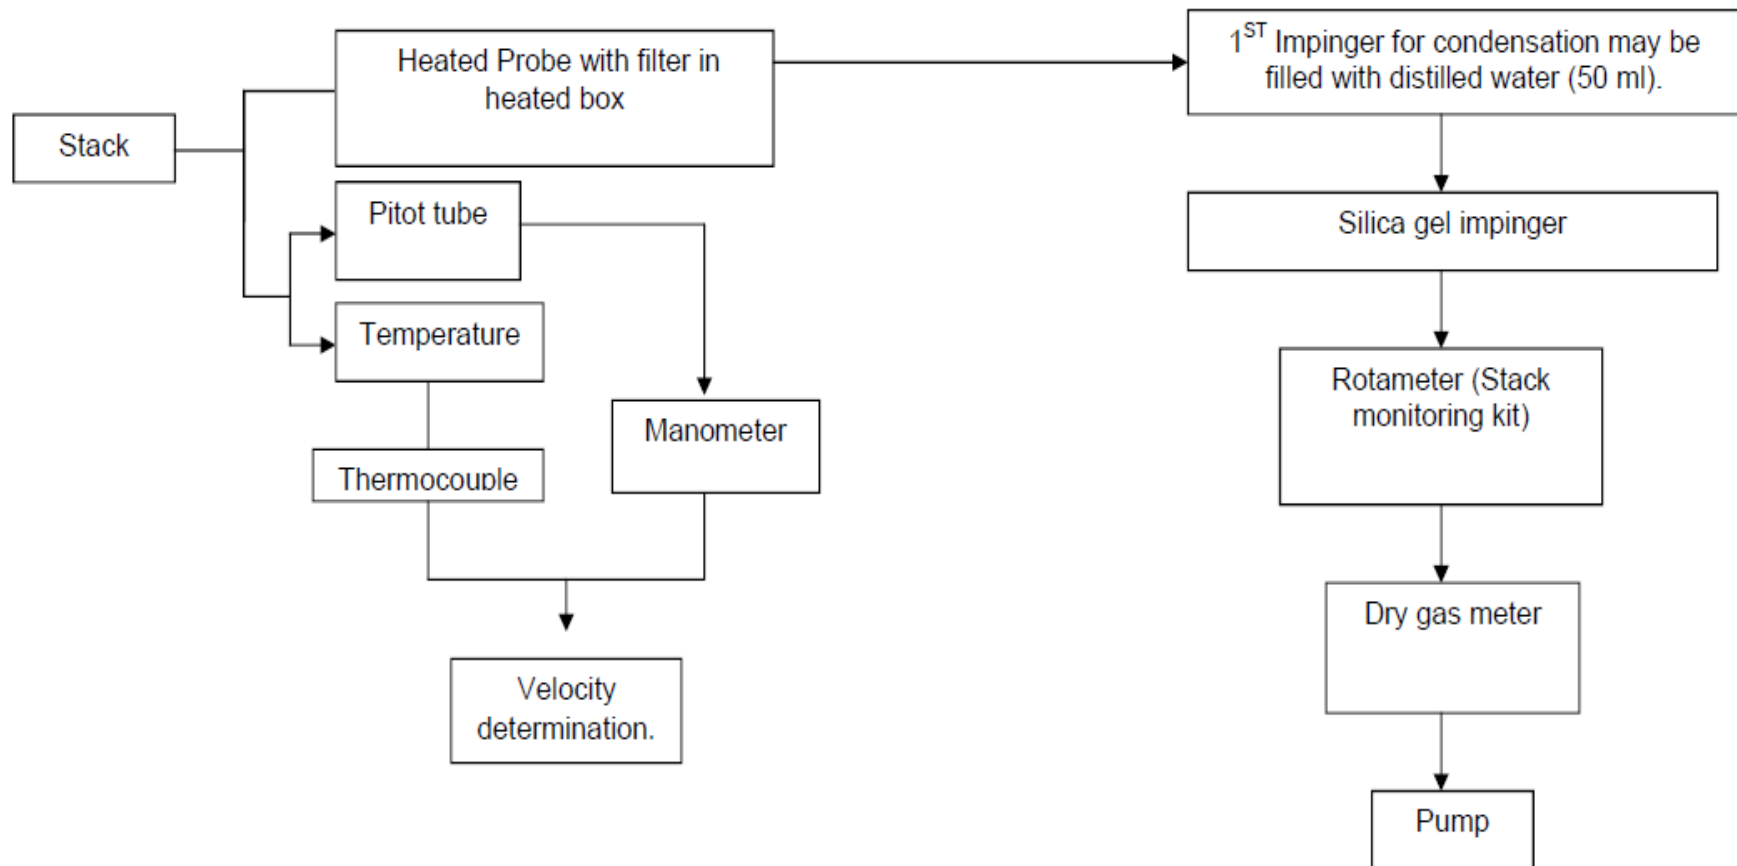 Heated Probe with filter in
heated box
1ST Impinger for condensation may be
filled with distilled water (50 ml).
Stack
Pitot tube
Silica gel impinger
Temperature
Rotameter (Stack
monitoring kit)
Manometer
Thermocouple
Dry gas meter
Velocity
determination.
Pump